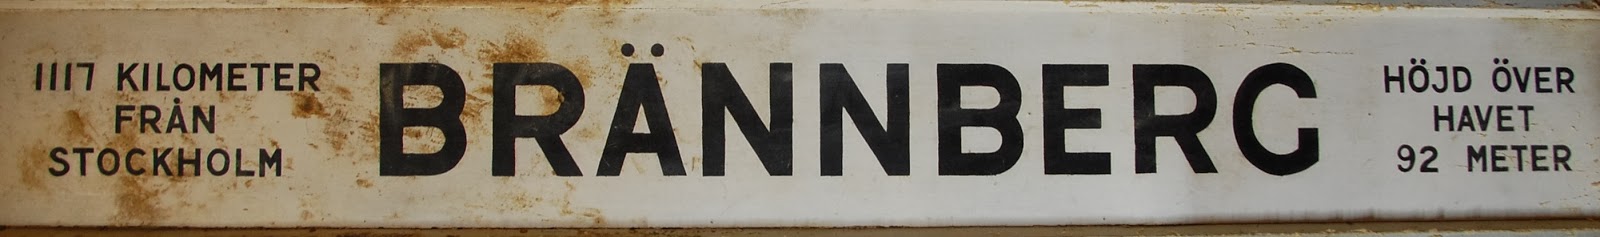 1117 KILOMETER
FRÅN
STOCKHOLM
BRÄNNBERG
HÖJD ÖVER
HAVET
92 METER